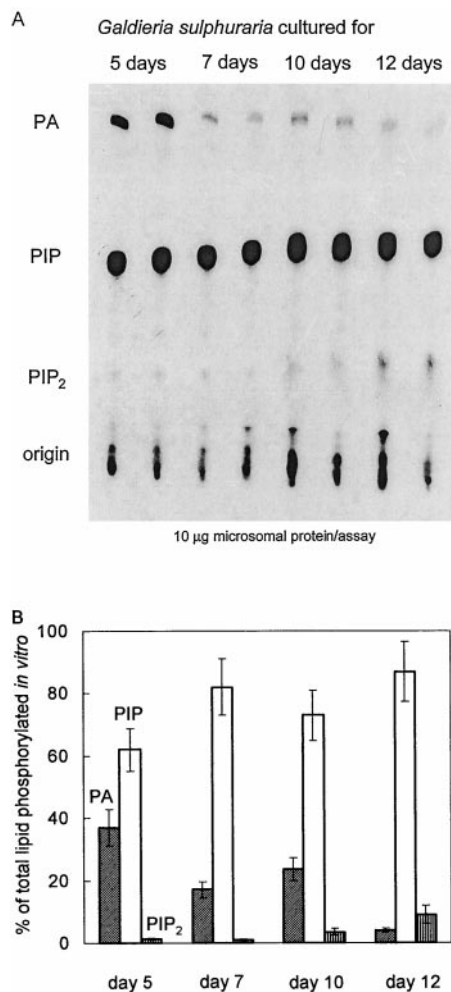 A
Galdieria sulphuraria cultured for
5 days 7 days 10 days 12 days
PA
PIP
PIP₂
origin
10 µg microsomal protein/assay
B
% of total lipid phosphorylated in vitro
100
80
60
40
20
0
PA
PIP
PIP₂
day 5 day 7 day 10 day 12